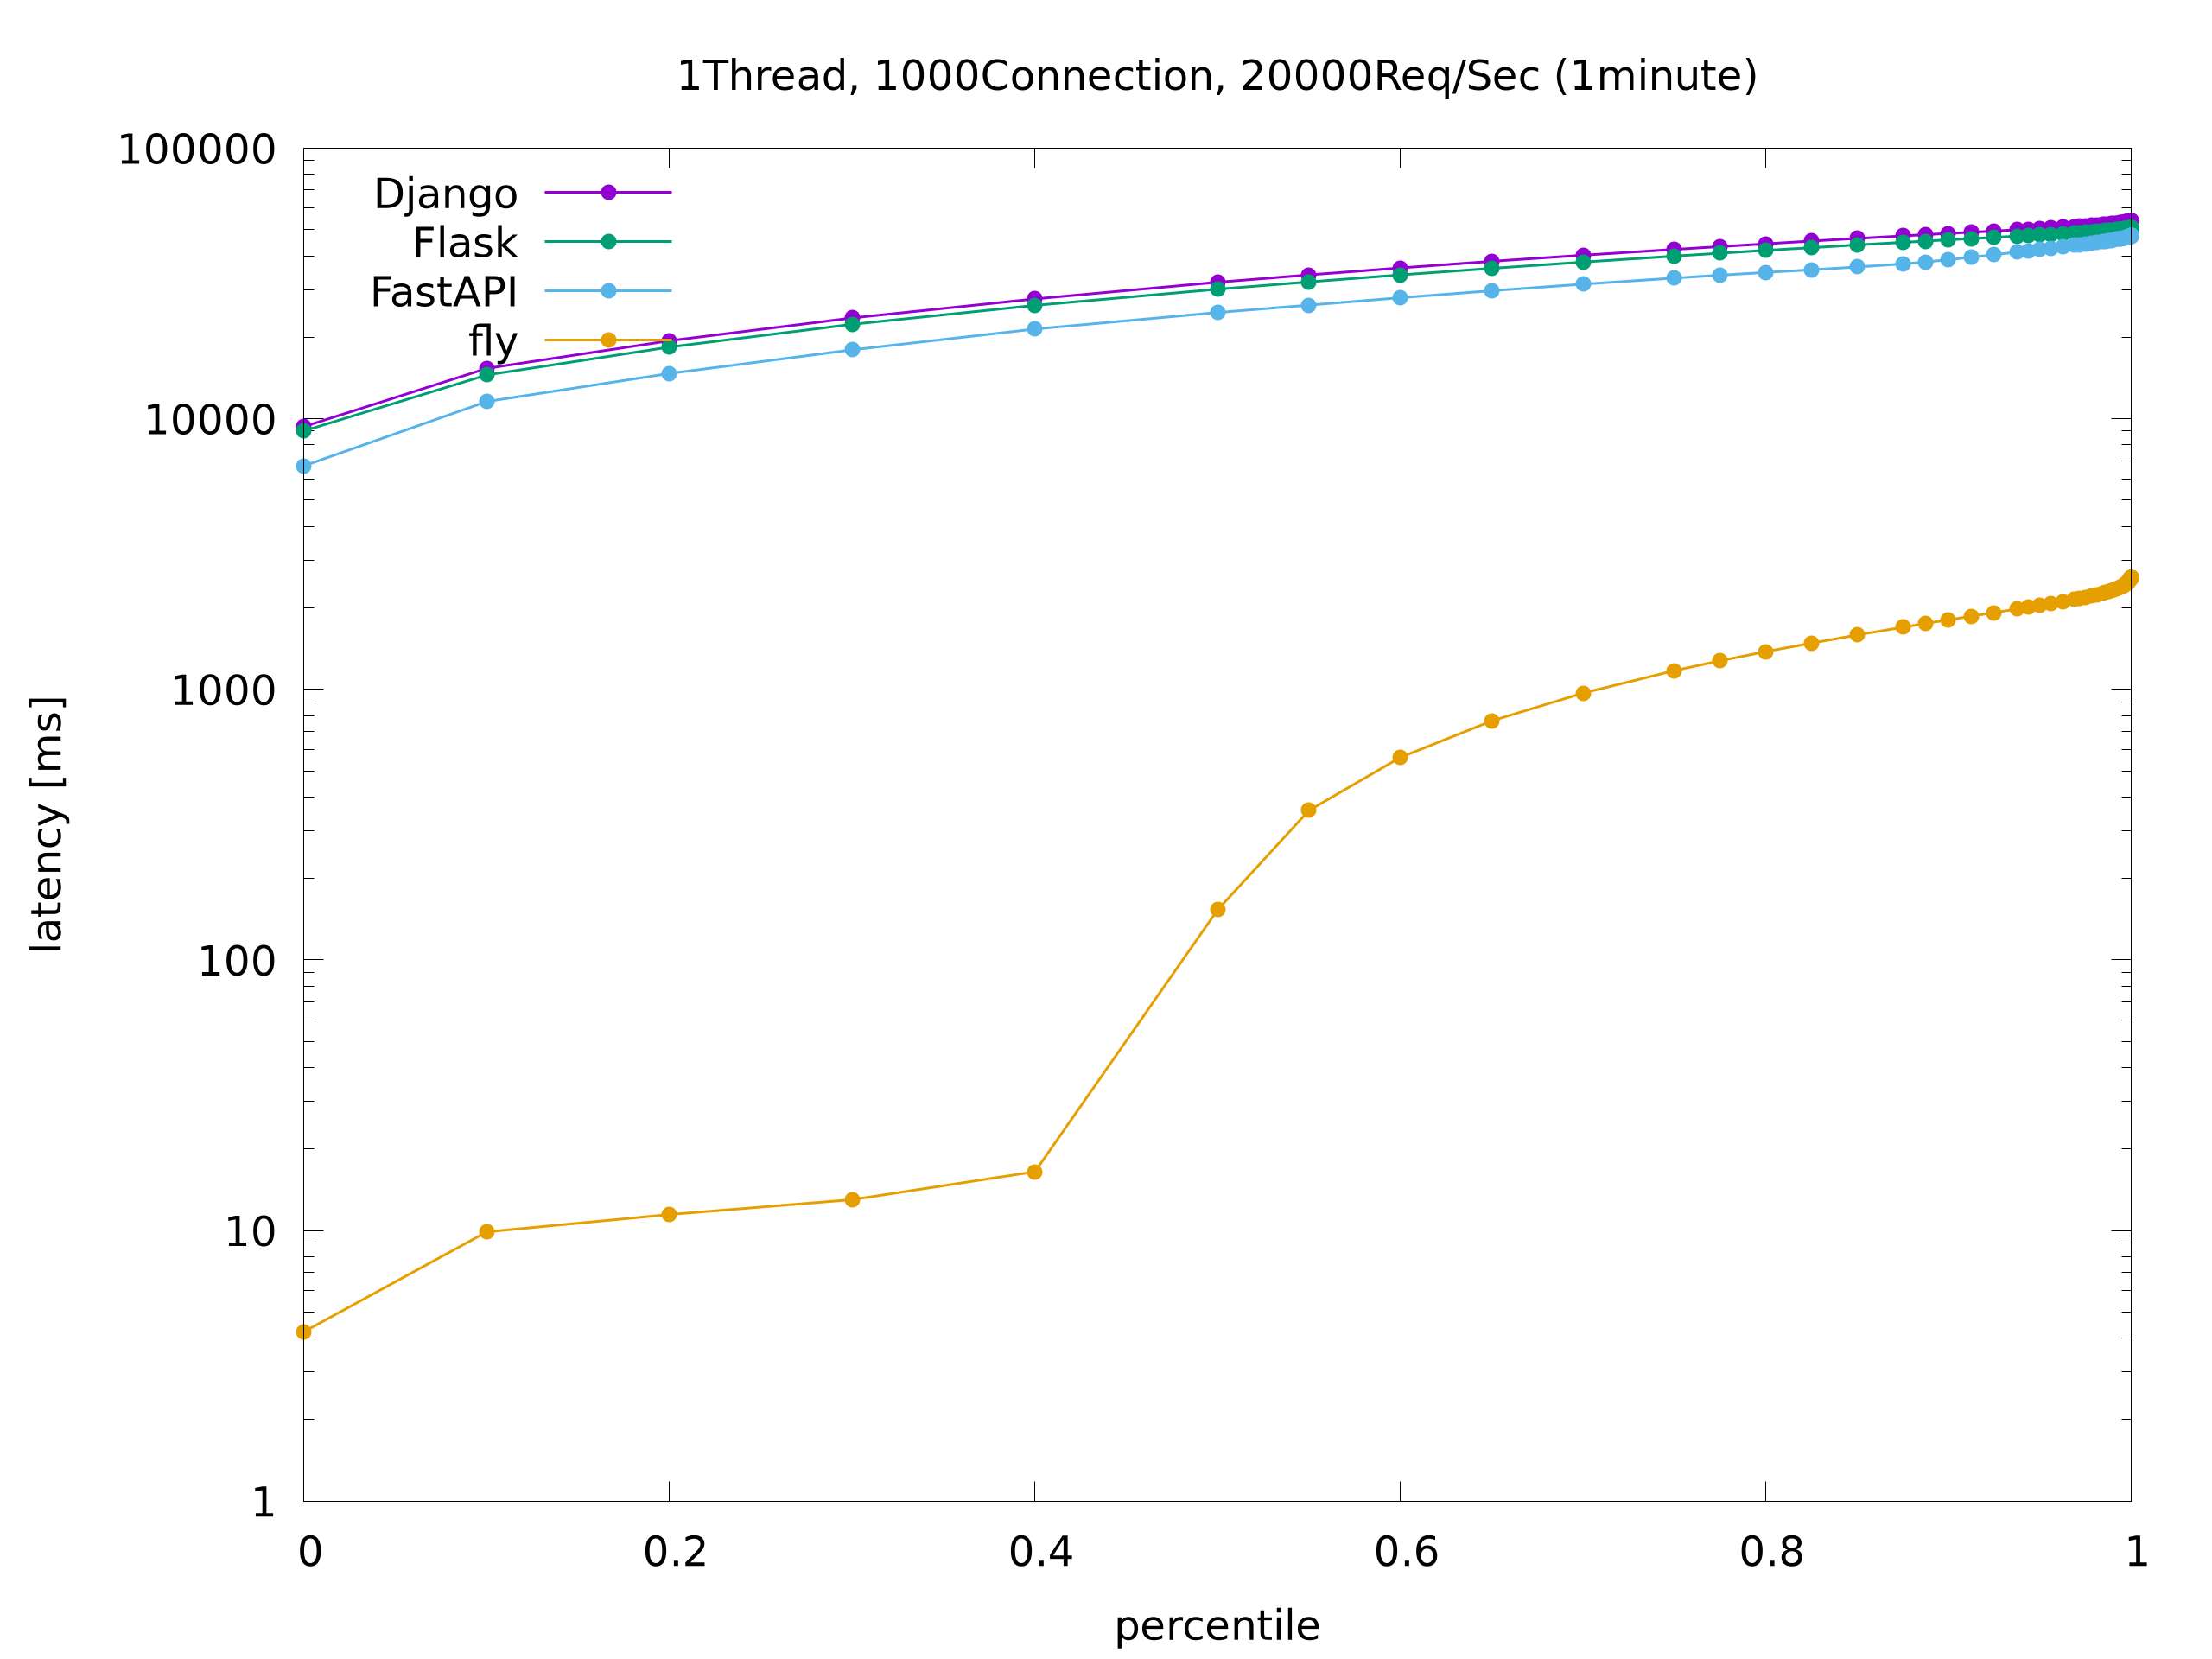 1Thread, 1000Connection, 20000Req/Sec (1minute)
100000
Django
Flask
FastAPI
fly
10000
1000
latency [ms]
100
10
1
0 0.2 0.4 0.6 0.8 1
percentile